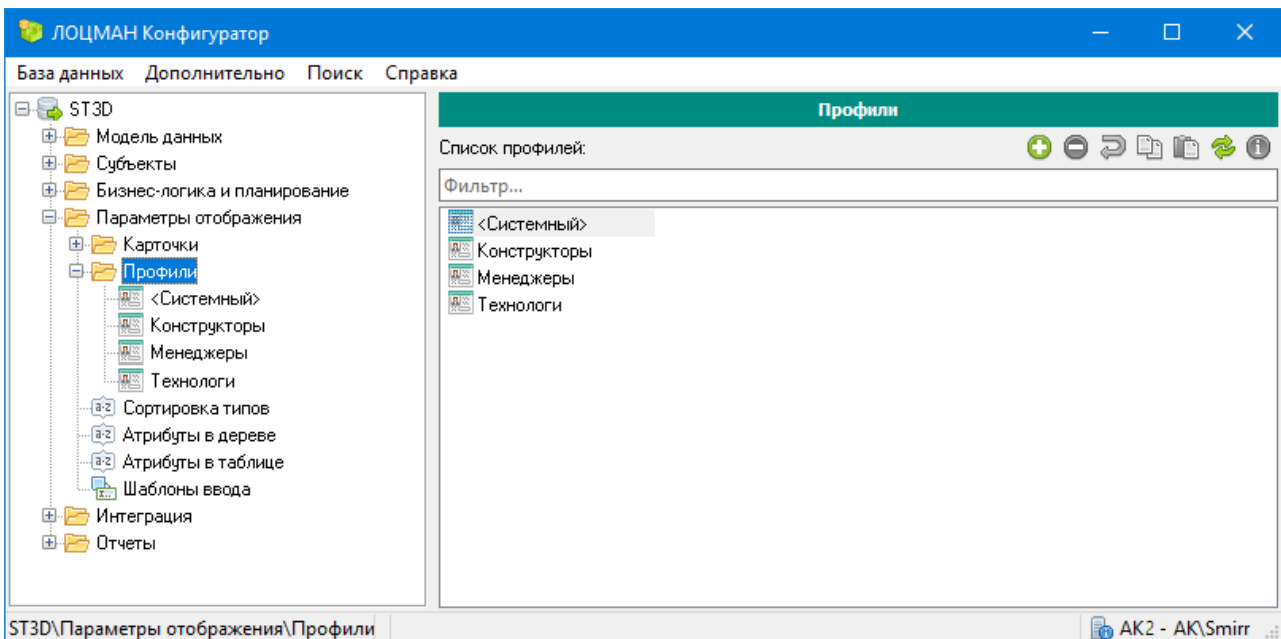 ЛОЦМАН Конфигуратор
База данных Дополнительно Поиск Справка
ST3D
Модель данных
Субъекты
Бизнес-логика и планирование
Параметры отображения
Карточки
Профили
<Системный>
Конструкторы
Менеджеры
Технологи
Сортировка типов
Атрибуты в дереве
Атрибуты в таблице
Шаблоны ввода
Интеграция
Отчеты
Профили
Список профилей:
Фильтр...
<Системный>
Конструкторы
Менеджеры
Технологи
ST3D\Параметры отображения\Профили
AK2 - AK\Smirr